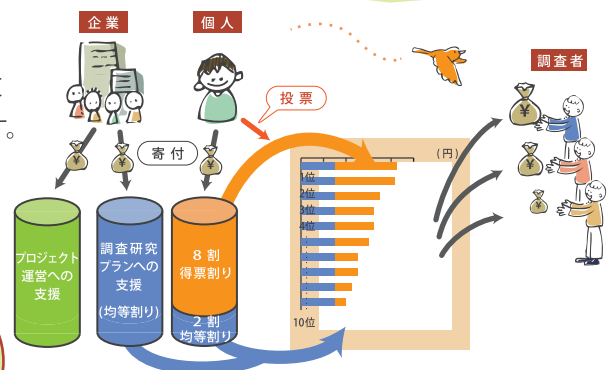 企業
個人
調査者
投票
寄付
(円)
¥
¥
¥
¥
¥
¥
1位
2位
3位
4位
10位
プロジェクト
運営への
支援
調査研究
プランへの
支援
(均等割り)
8割
得票割り
2割
均等割り
。